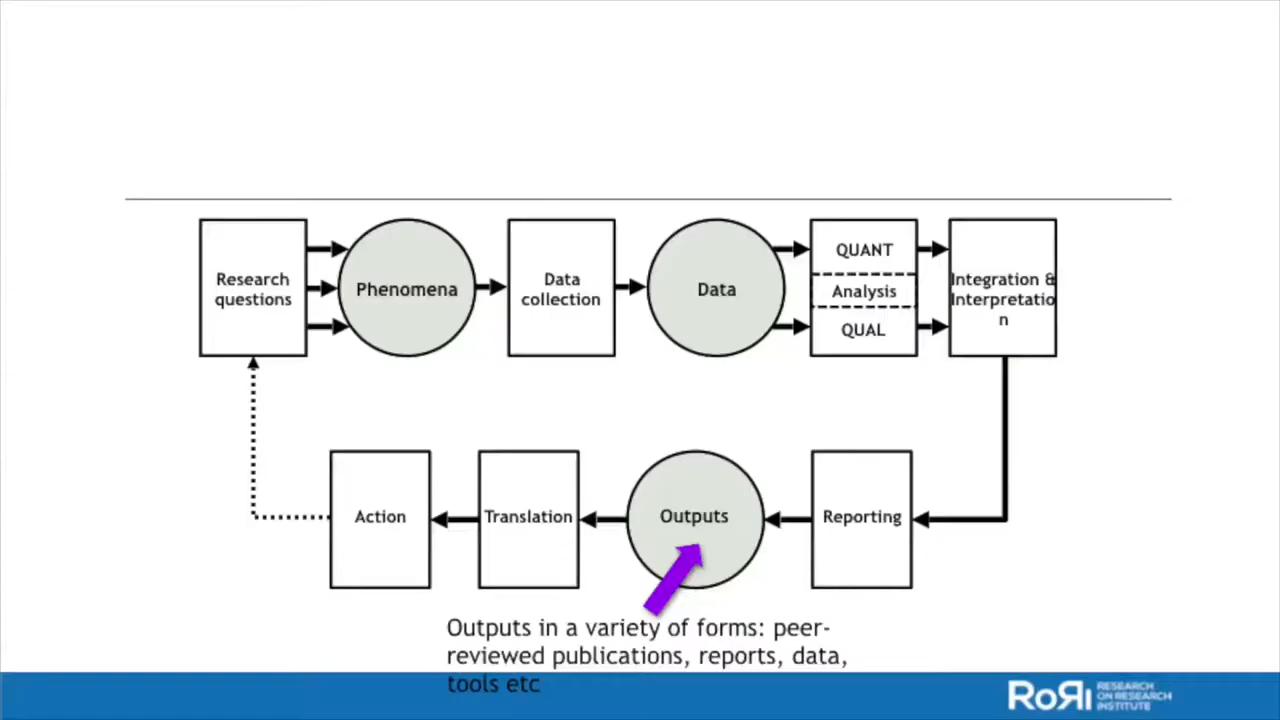 Research
questions
Phenomena
Data
collection
Data
QUANT
Analysis
QUAL
Integration &
Interpretatio
n
Action
Translation
Outputs
Reporting
Outputs in a variety of forms: peer-
reviewed publications, reports, data,
tools etc
RoRI
RESEARCH
ON RESEARCH
INSTITUTE